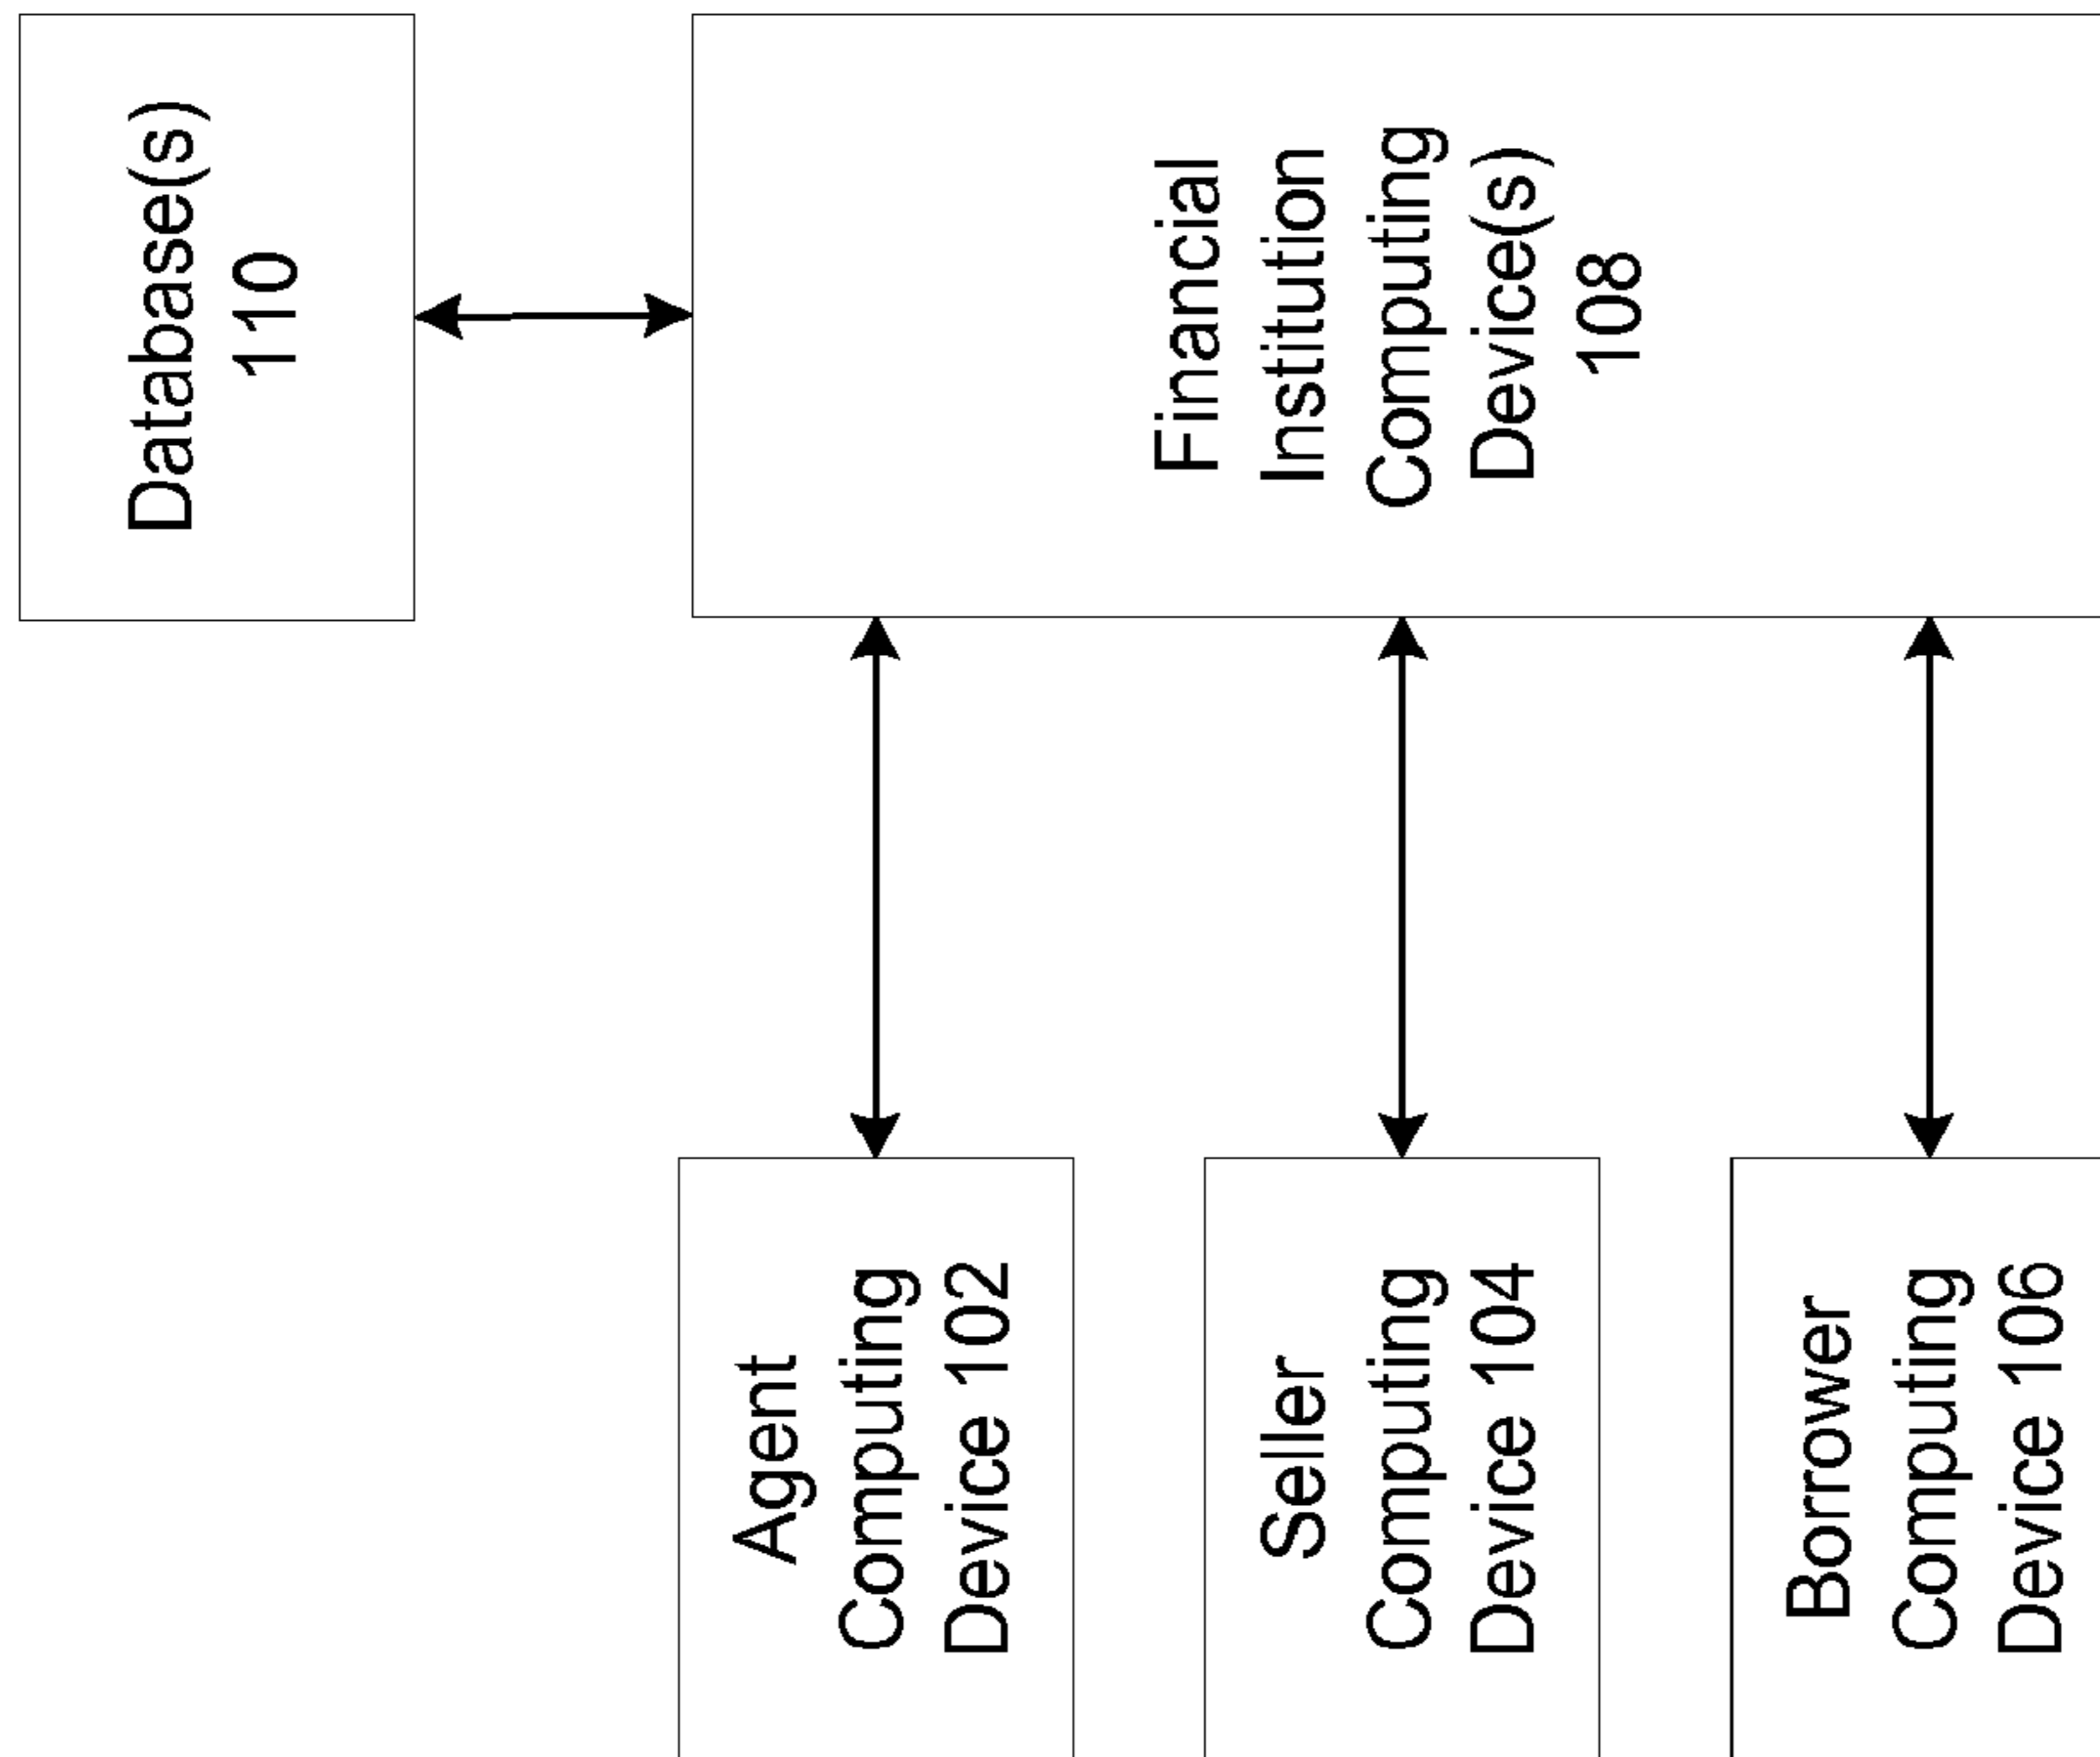 Database(s)
110
Financial
Institution
Computing
Device(s)
108
Agent
Computing
Device 102
Seller
Computing
Device 104
Borrower
Computing
Device 106